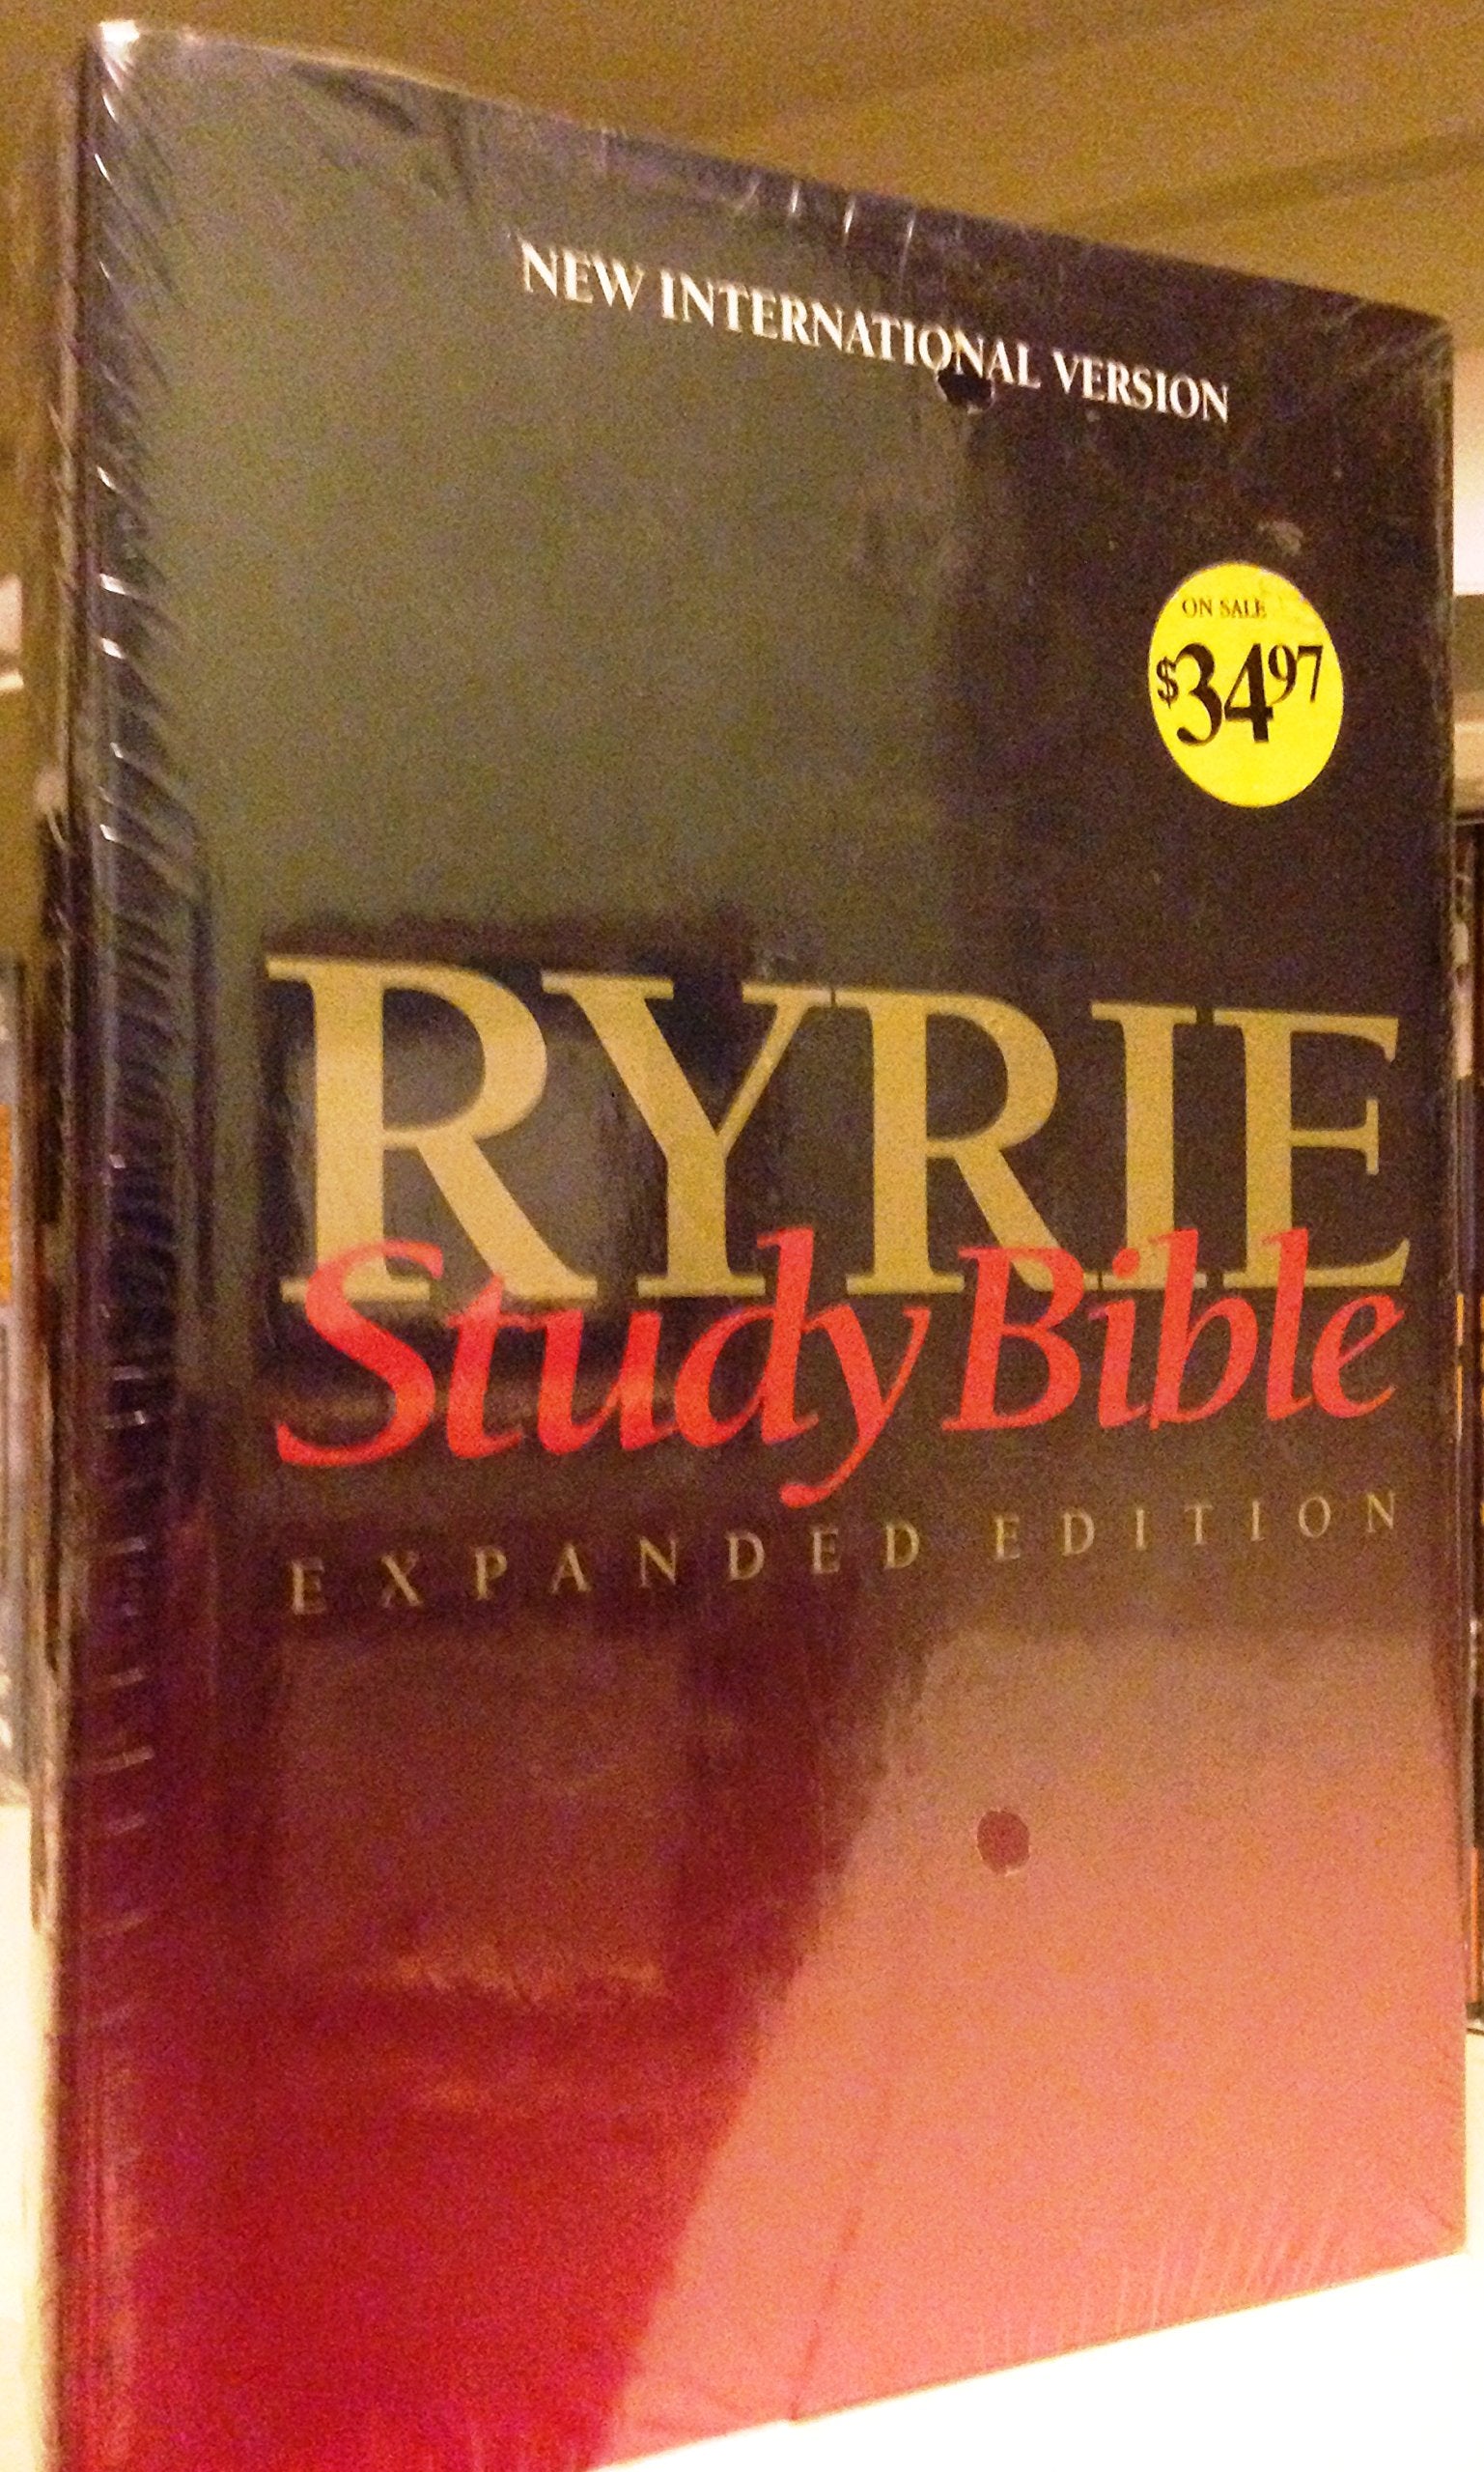 NEW INTERNATIONAL VERSION
ON SALE
$34.97
RYRIE
Study Bible
EXPANDED EDITION